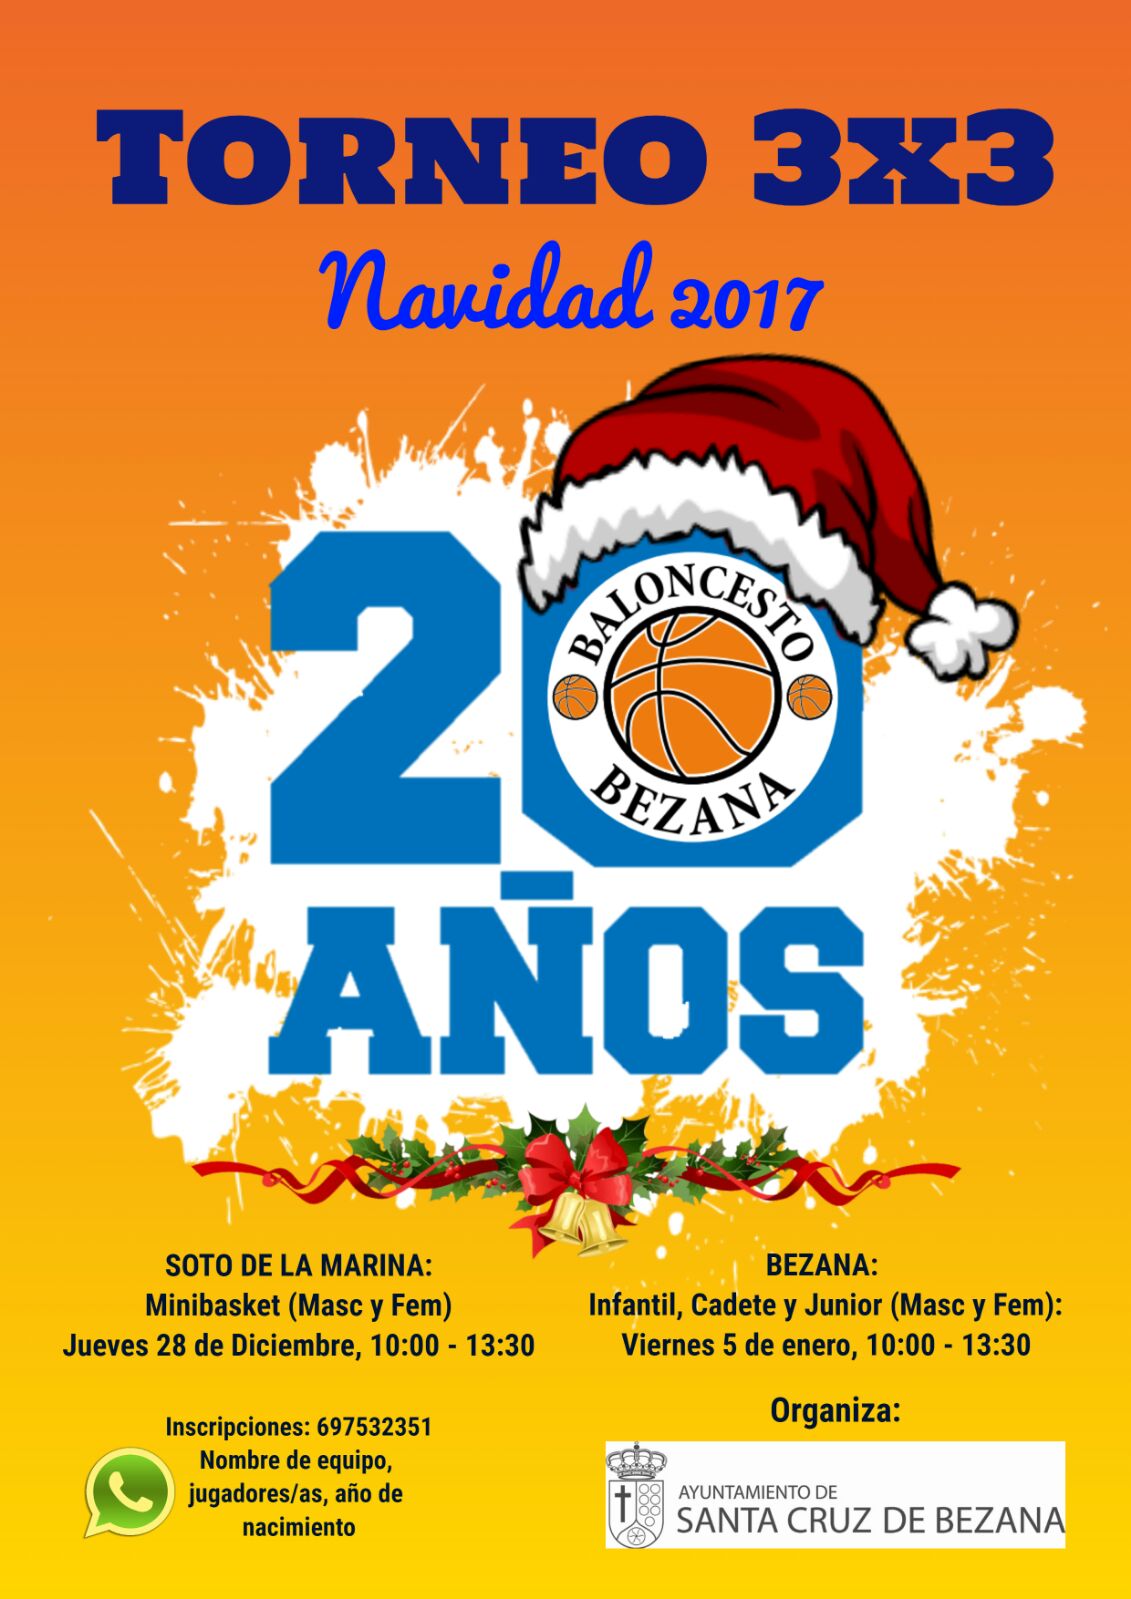 TORNEO 3X3
Navidad 2017
20
BALONCESTO
BEZANA
AÑOS
SOTO DE LA MARINA:
Minibasket (Masc y Fem)
Jueves 28 de Diciembre, 10:00 - 13:30
BEZANA:
Infantil, Cadete y Junior (Masc y Fem):
Viernes 5 de enero, 10:00 - 13:30
Inscripciones: 697532351
Nombre de equipo,
jugadores/as, año de
nacimiento
Organiza:
AYUNTAMIENTO DE
SANTA CRUZ DE BEZANA